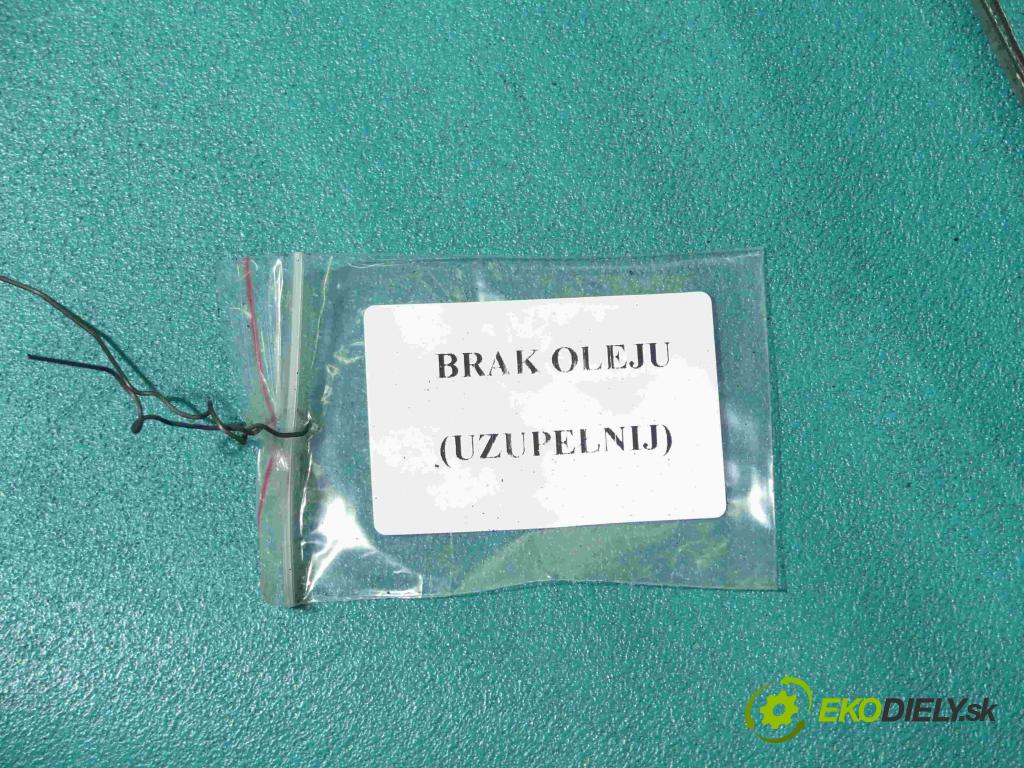 BRAK OLEJU
(UZUPEŁNIJ)
EKODIELY.sk